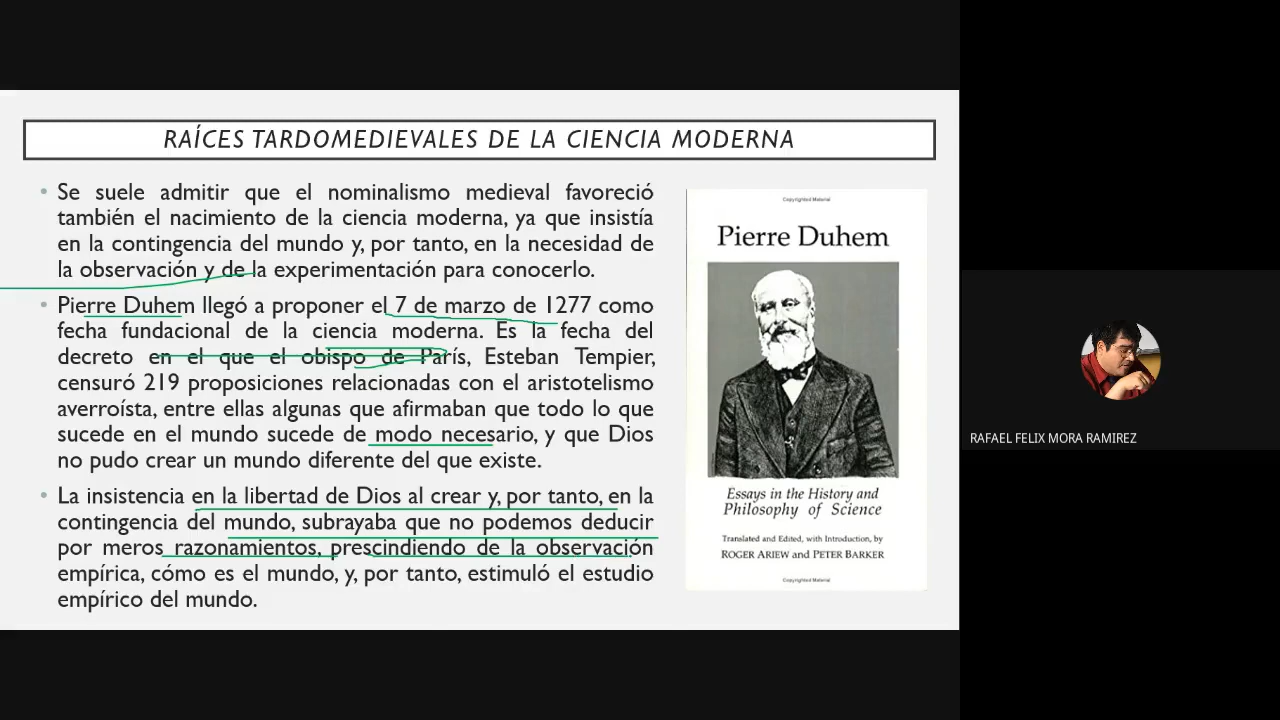 RAÍCES TARDOMEDIEVALES DE LA CIENCIA MODERNA
• Se suele admitir que el nominalismo medieval favoreció
también el nacimiento de la ciencia moderna, ya que insistía
en la contingencia del mundo y, por tanto, en la necesidad de
la observación y de la experimentación para conocerlo.
• Pierre Duhem llegó a proponer el 7 de marzo de 1277 como
fecha fundacional de la ciencia moderna. Es la fecha del
decreto en el que el obispo de París, Esteban Tempier,
censuró 219 proposiciones relacionadas con el aristotelismo
averroísta, entre ellas algunas que afirmaban que todo lo que
sucede en el mundo sucede de modo necesario, y que Dios
no pudo crear un mundo diferente del que existe.
• La insistencia en la libertad de Dios al crear y, por tanto, en la
contingencia del mundo, subrayaba que no podemos deducir
por meros razonamientos, prescindiendo de la observación
empírica, cómo es el mundo, y, por tanto, estimuló el estudio
empírico del mundo.
Copyrighted Material
Pierre Duhem
Essays in the History and
Philosophy of Science
Translated and Edited, with Introduction, by
ROGER ARIEW and PETER BARKER
Copyrighted Material
RAFAEL FELIX MORA RAMIREZ